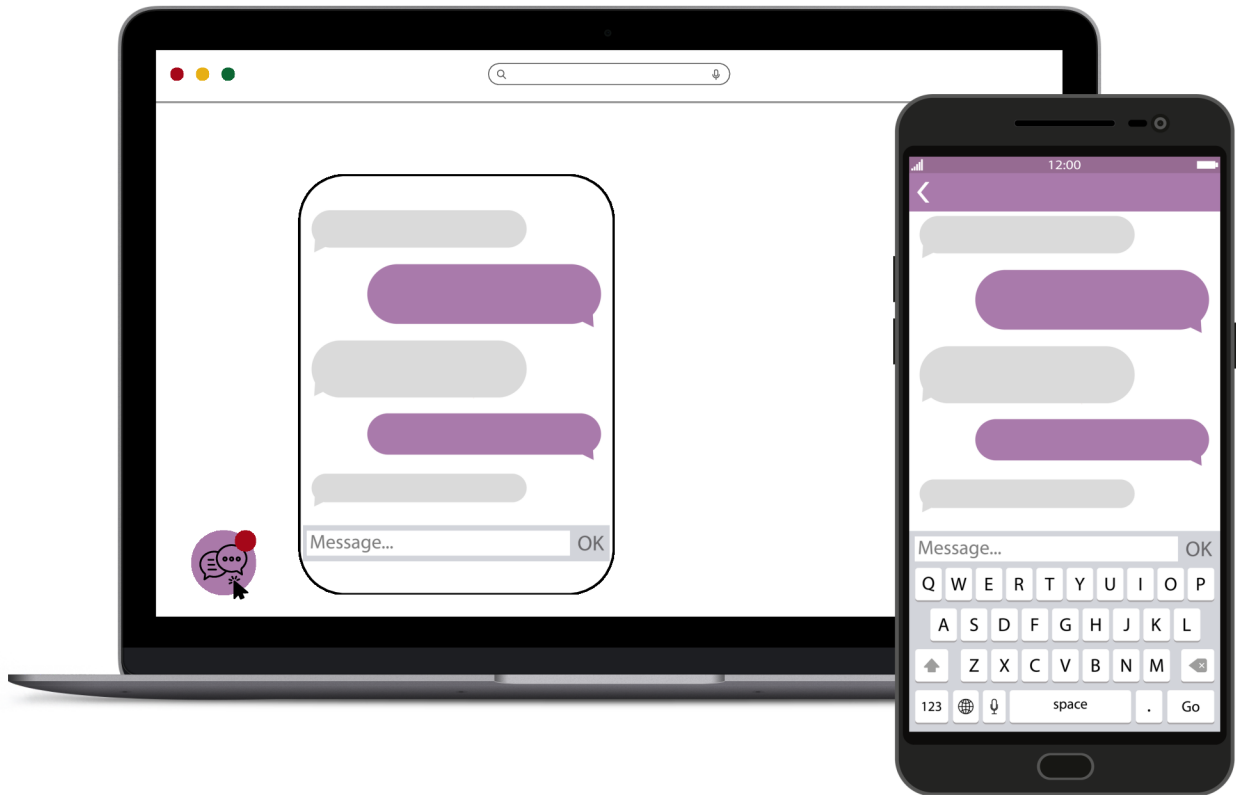 12:00
Message... OK
Message... OK
Q W E R T Y U I O P
A S D F G H J K L
Z X C V B N M
123 space . Go